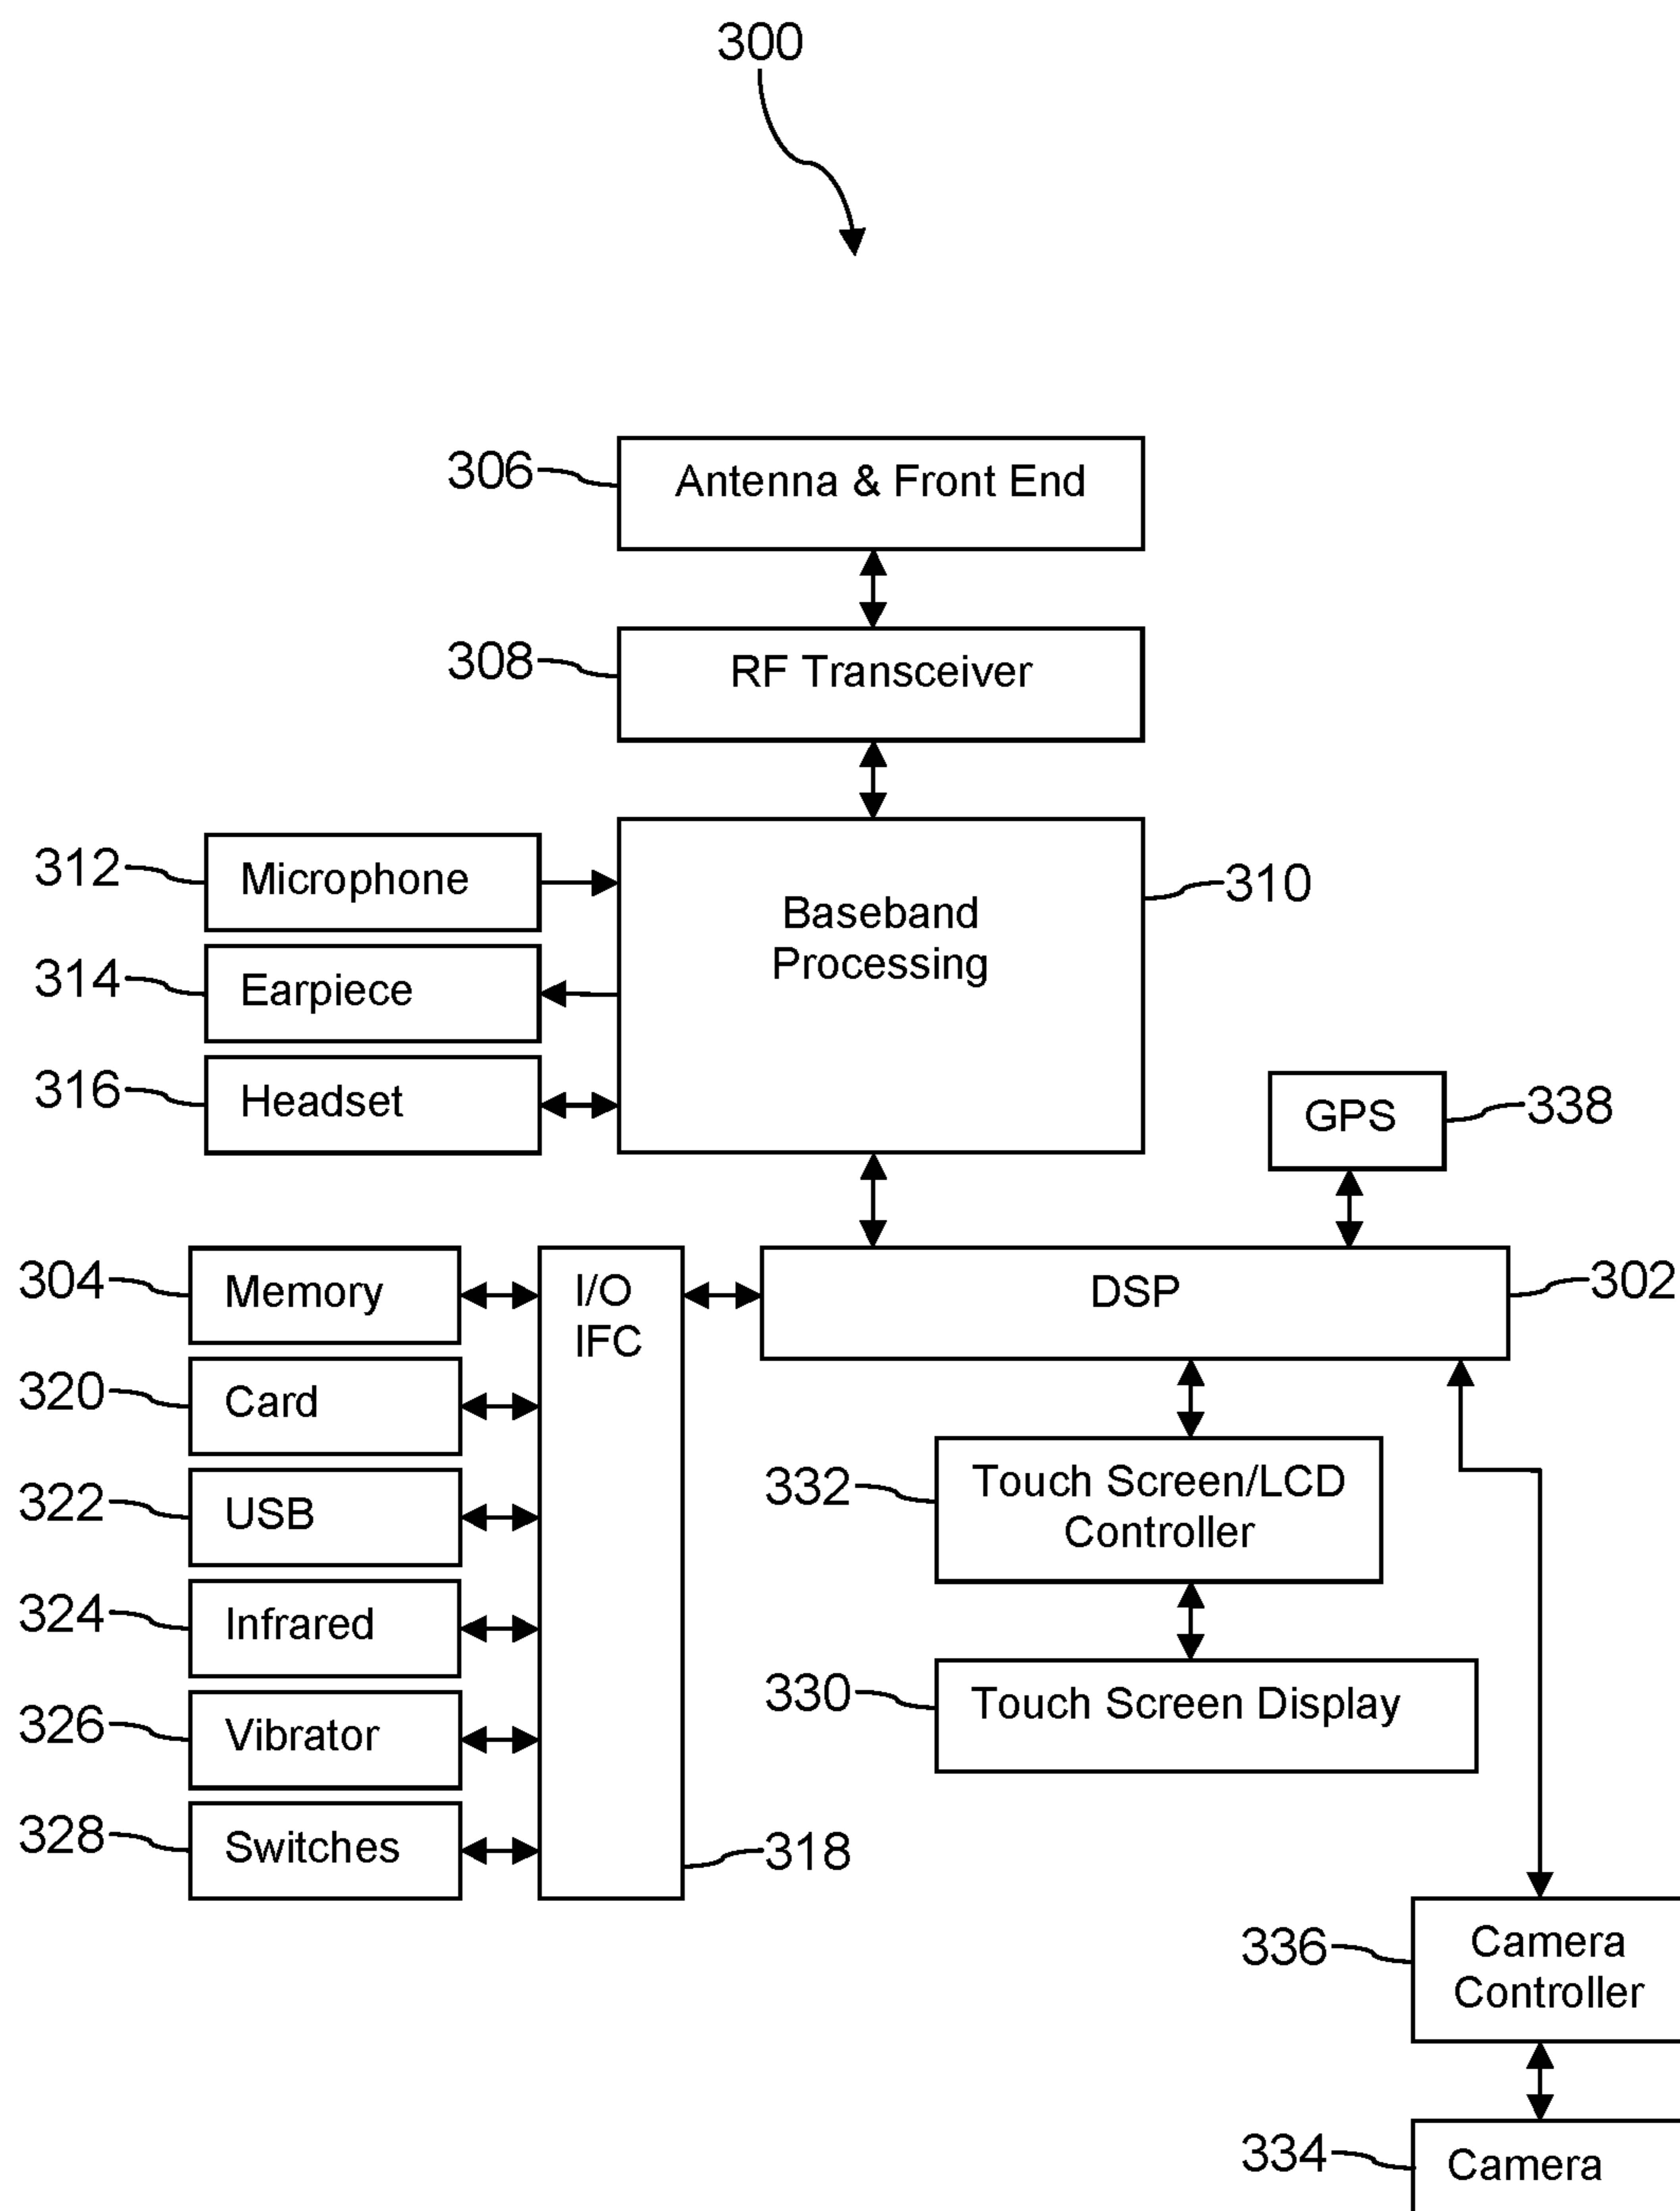 300
306
Antenna & Front End
308
RF Transceiver
312
Microphone
Baseband
Processing
310
314
Earpiece
316
Headset
GPS
338
304
Memory
I/O
IFC
DSP
302
320
Card
322
USB
332
Touch Screen/LCD
Controller
324
Infrared
330
Touch Screen Display
326
Vibrator
328
Switches
318
336
Camera
Controller
334
Camera